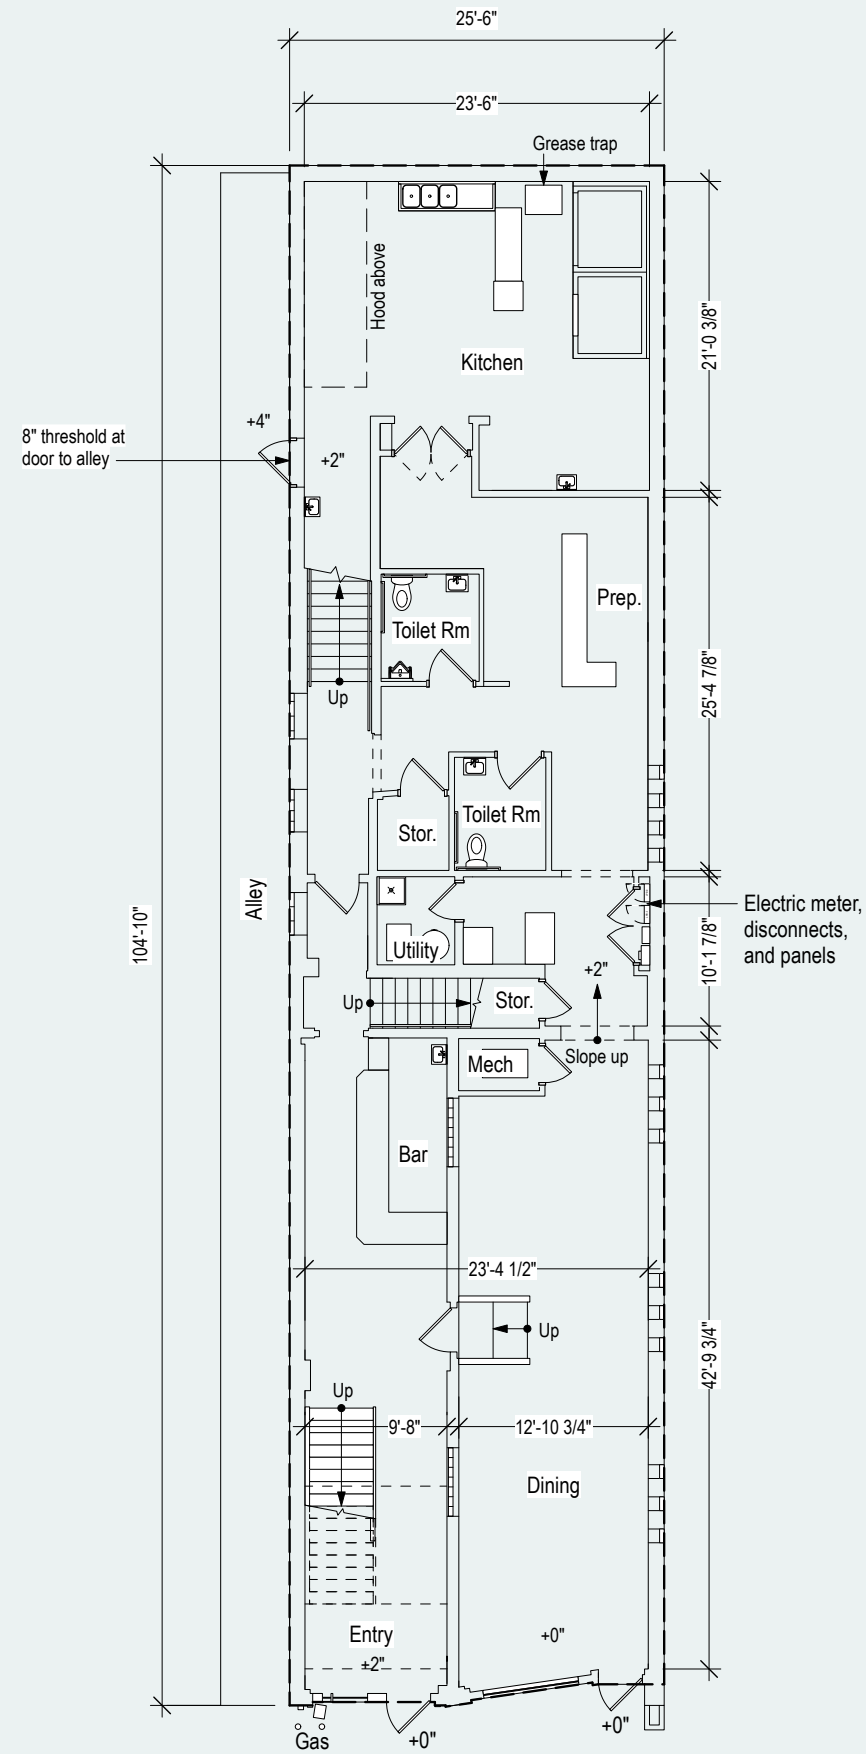 25'-6"
23'-6"
Grease trap
Hood above
21'-0 3/8"
Kitchen
+4"
8" threshold at
door to alley
+2"
Prep.
Toilet Rm
25'-4 7/8"
Up
Toilet Rm
Stor.
Alley
104'-10"
Electric meter,
disconnects,
and panels
10'-1 7/8"
Utility
+2"
Up
Stor.
Slope up
Mech
Bar
23'-4 1/2"
Up
42'-9 3/4"
Up
9'-8"
12'-10 3/4"
Dining
Entry
+2"
+0"
+0"
+0"
Gas